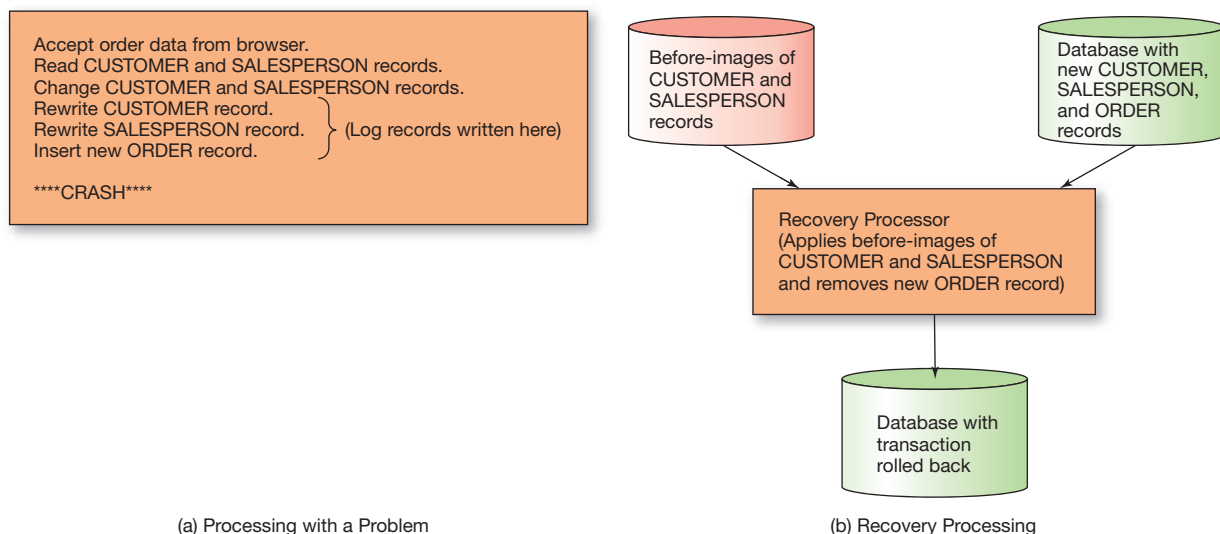 Accept order data from browser.
Read CUSTOMER and SALESPERSON records.
Change CUSTOMER and SALESPERSON records.
Rewrite CUSTOMER record.
Rewrite SALESPERSON record.
(Log records written here)
Insert new ORDER record.
****CRASH****
(a) Processing with a Problem
Before-images of
CUSTOMER and
SALESPERSON
records
Database with
new CUSTOMER,
SALESPERSON,
and ORDER
records
Recovery Processor
(Applies before-images of
CUSTOMER and SALESPERSON
and removes new ORDER record)
Database with
transaction
rolled back
(b) Recovery Processing